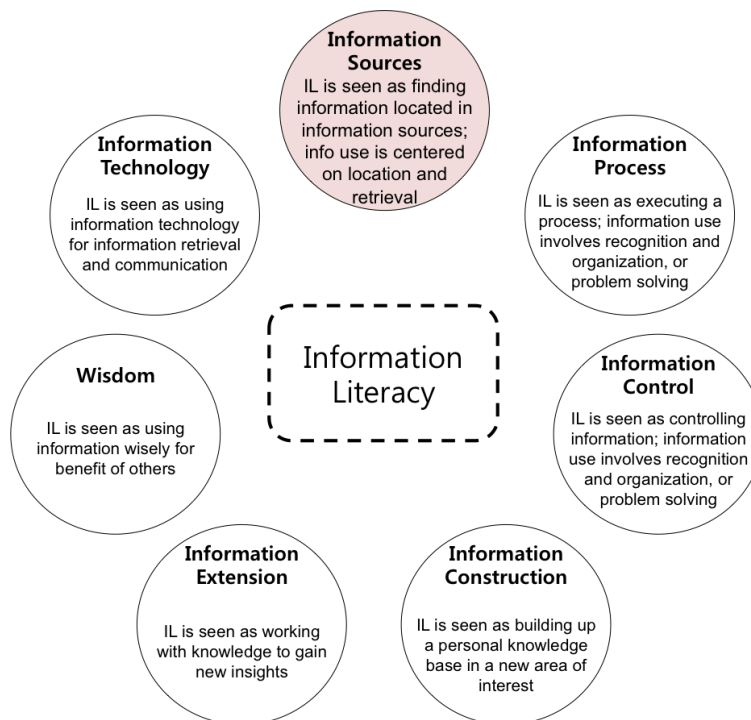 Information
Sources
IL is seen as finding
information located in
information sources;
info use is centered
on location and
retrieval
Information
Process
IL is seen as executing a
process; information use
involves recognition and
organization, or
problem solving
Information
Control
IL is seen as controlling
information; information
use involves recognition
and organization, or
problem solving
Information
Construction
IL is seen as building up
a personal knowledge
base in a new area of
interest
Information
Extension
IL is seen as working
with knowledge to gain
new insights
Wisdom
IL is seen as using
information wisely for
benefit of others
Information
Technology
IL is seen as using
information technology
for information retrieval
and communication
Information
Literacy